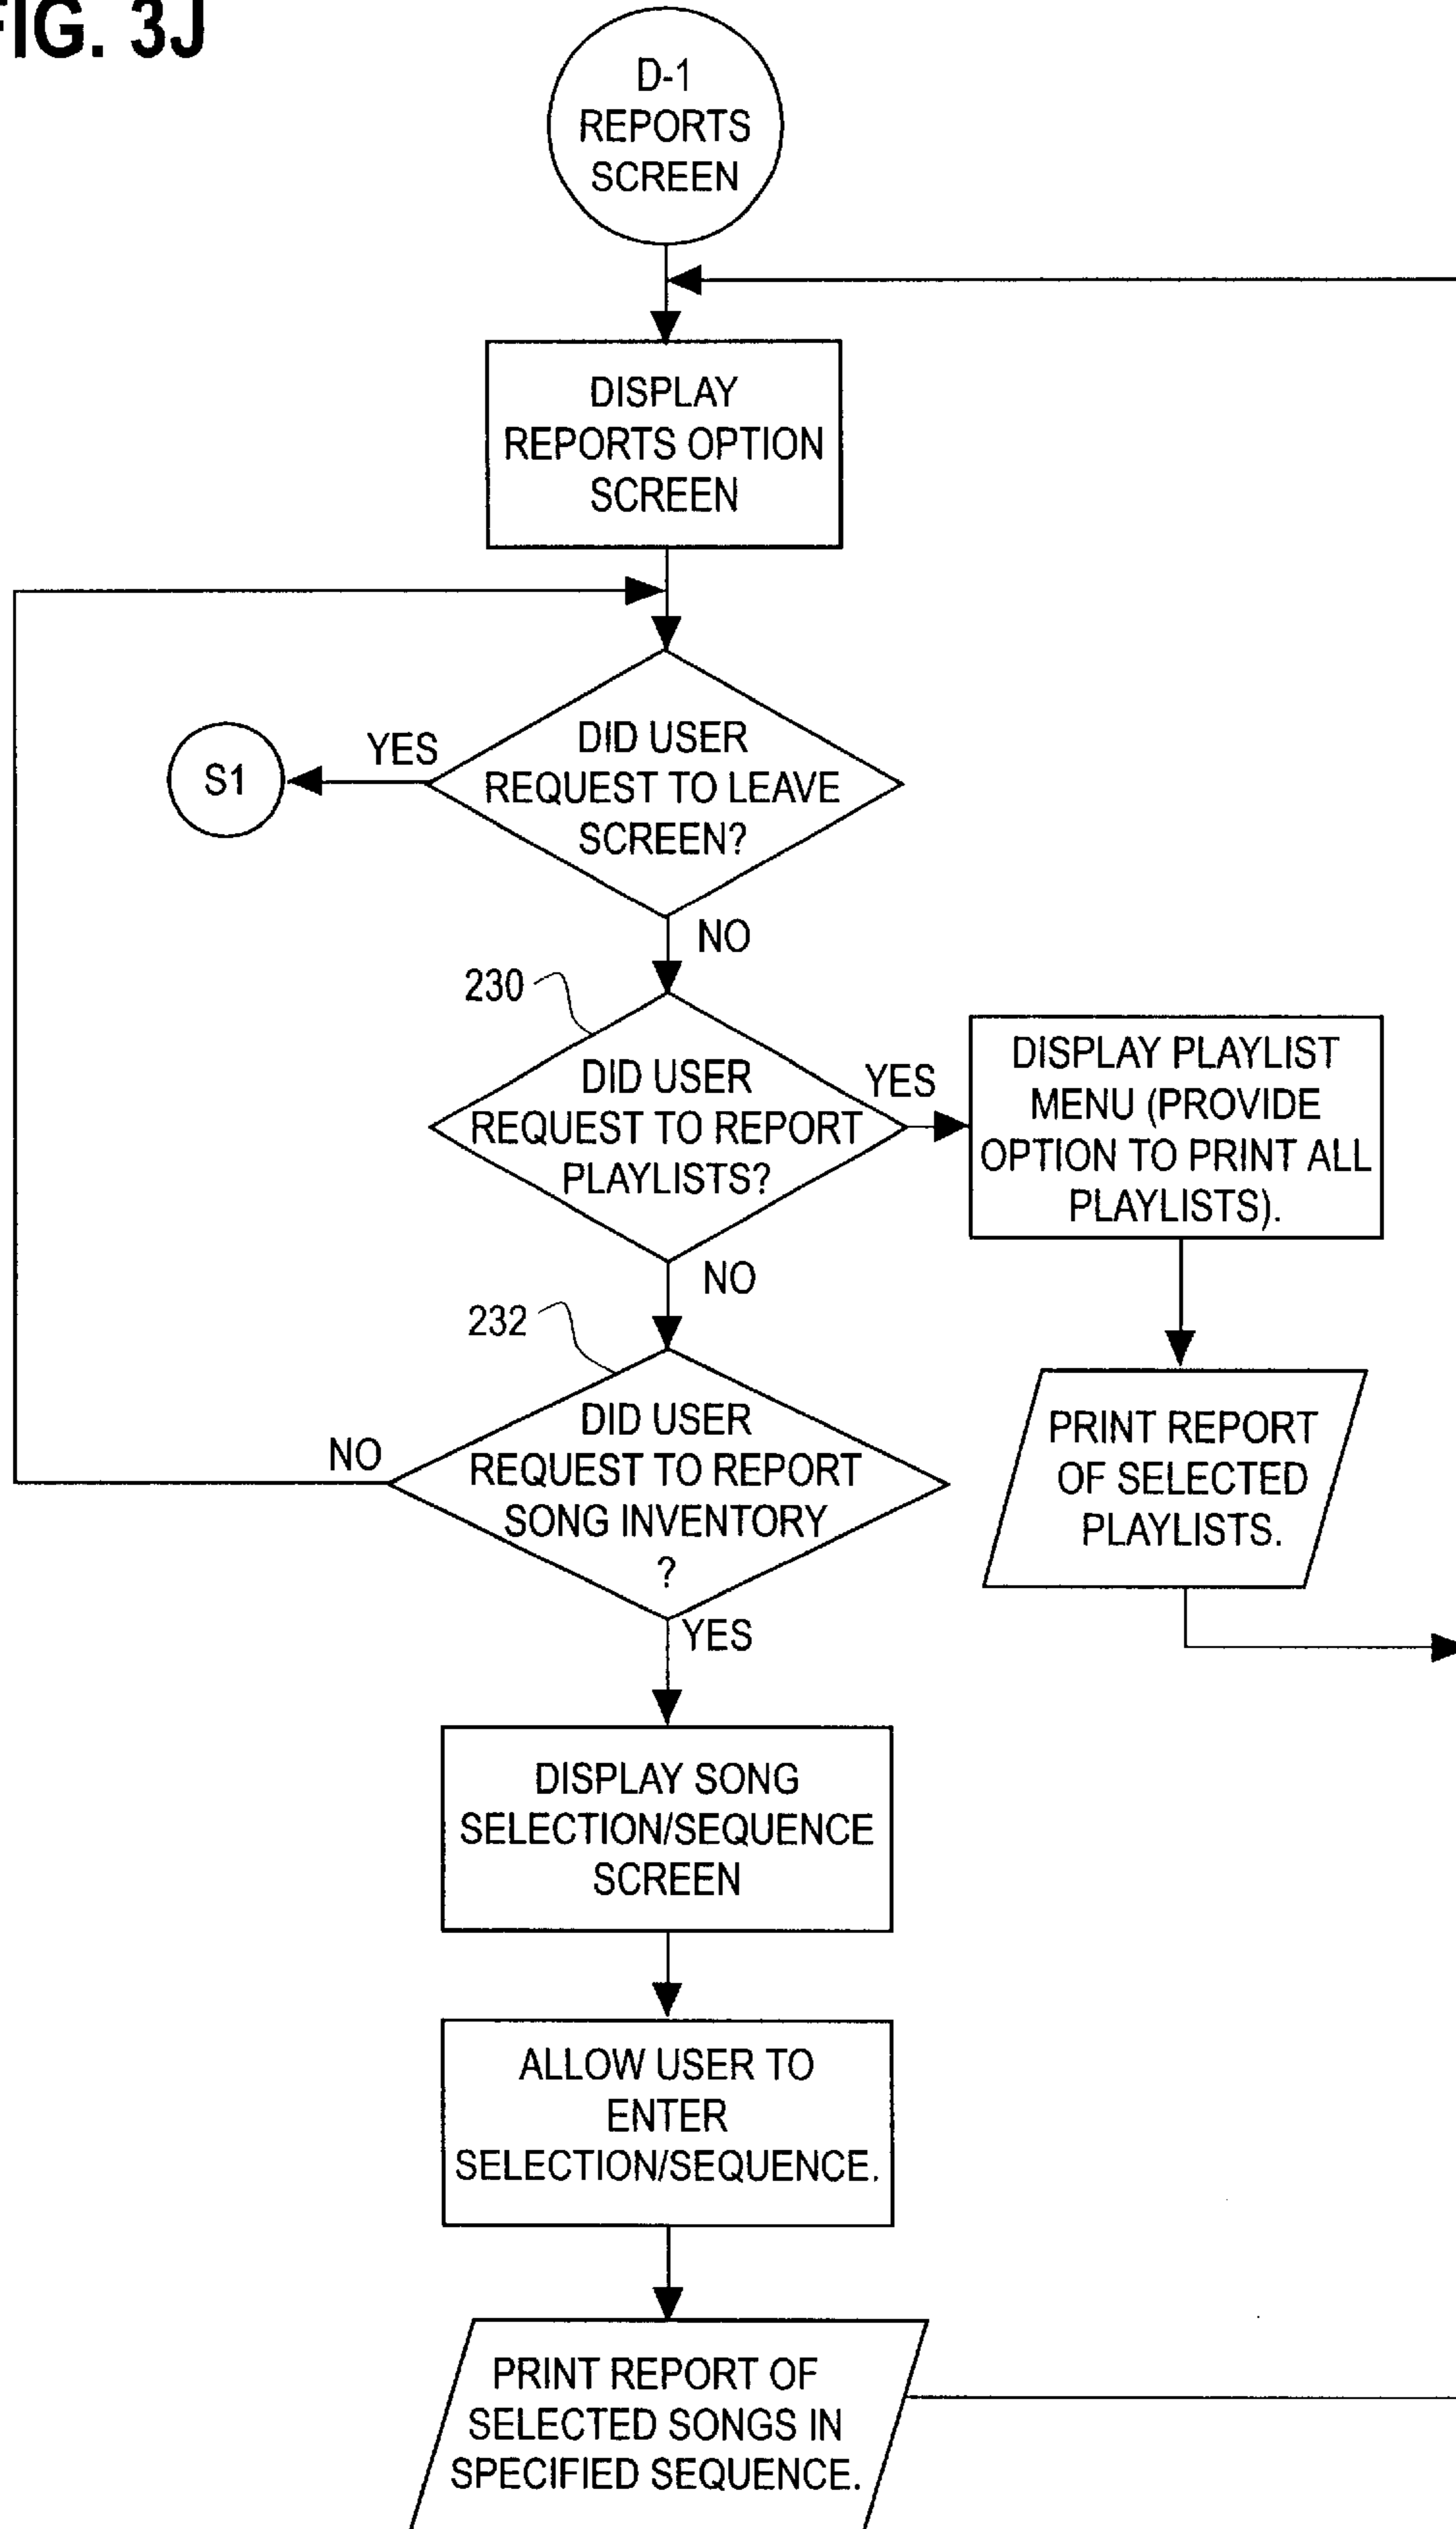 FIG. 3J
D-1
REPORTS
SCREEN
DISPLAY
REPORTS OPTION
SCREEN
S1
YES
DID USER
REQUEST TO LEAVE
SCREEN?
NO
230
DID USER
REQUEST TO REPORT
PLAYLISTS?
YES
DISPLAY PLAYLIST
MENU (PROVIDE
OPTION TO PRINT ALL
PLAYLISTS).
NO
232
DID USER
REQUEST TO REPORT
SONG INVENTORY
?
NO
PRINT REPORT
OF SELECTED
PLAYLISTS.
YES
DISPLAY SONG
SELECTION/SEQUENCE
SCREEN
ALLOW USER TO
ENTER
SELECTION/SEQUENCE.
PRINT REPORT OF
SELECTED SONGS IN
SPECIFIED SEQUENCE.